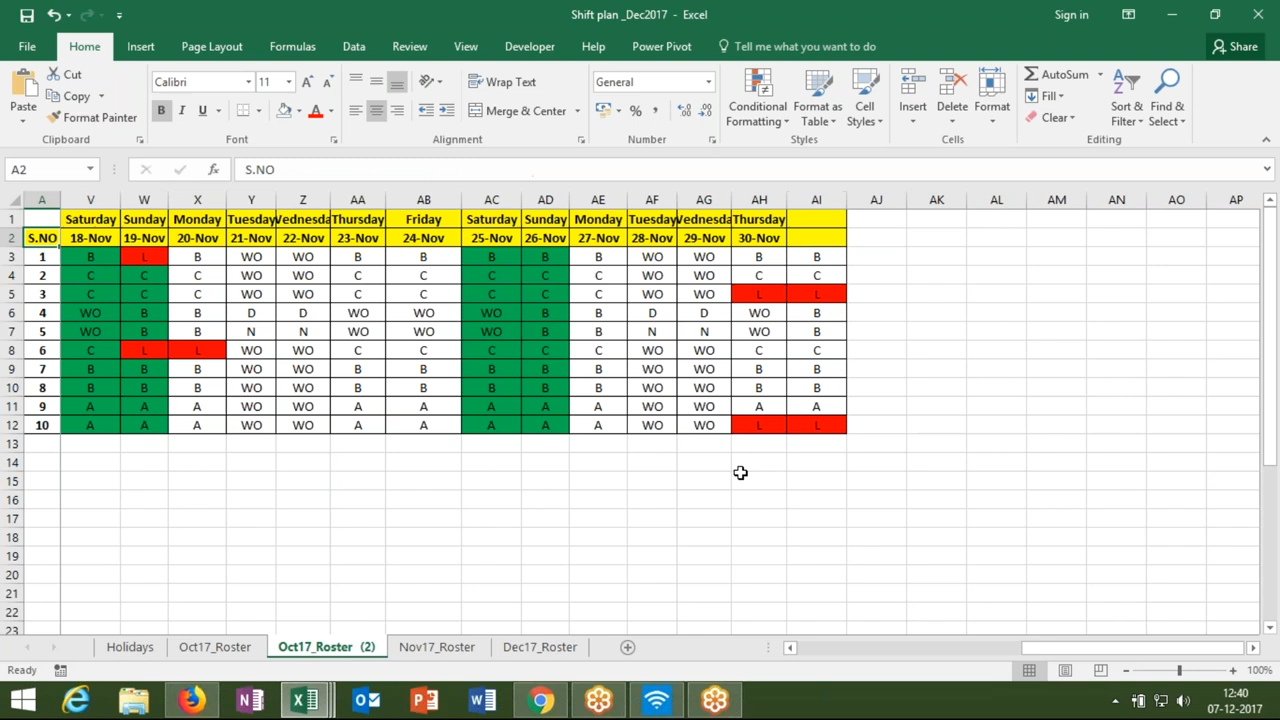 Shift plan _Dec2017 - Excel
Sign in
File Home Insert Page Layout Formulas Data Review View Developer Help Power Pivot Tell me what you want to do Share
Cut
Copy
Format Painter
Paste
Clipboard
Calibri 11
B I U
Font
Wrap Text
Merge & Center
Alignment
General
Number
Conditional Formatting
Format as Table
Cell Styles
Styles
Insert Delete Format
Cells
AutoSum
Fill
Clear
Sort & Filter
Find & Select
Editing
A2 S.NO
A V W X Y Z AA AB AC AD AE AF AG AH AI AJ AK AL AM AN AO AP
1 Saturday Sunday Monday Tuesday Wednesda Thursday Friday Saturday Sunday Monday Tuesday Wednesda Thursday
2 S.NO 18-Nov 19-Nov 20-Nov 21-Nov 22-Nov 23-Nov 24-Nov 25-Nov 26-Nov 27-Nov 28-Nov 29-Nov 30-Nov
3 1 B L B WO WO B B B B B WO WO B B
4 2 C C C WO WO C C C C C WO WO C C
5 3 C C C WO WO C C C C C WO WO L L
6 4 WO B B D D WO WO WO B B D D WO B
7 5 WO B B N N WO WO WO B B N N WO B
8 6 C L L WO WO C C C C C WO WO C C
9 7 B B B WO WO B B B B B WO WO B B
10 8 B B B WO WO B B B B B WO WO B B
11 9 A A A WO WO A A A A A WO WO A A
12 10 A A A WO WO A A A A A WO WO L L
13
14
15
16
17
18
19
20
21
22
23
Holidays Oct17_Roster Oct17_Roster (2) Nov17_Roster Dec17_Roster
Ready
100%
12:40
07-12-2017